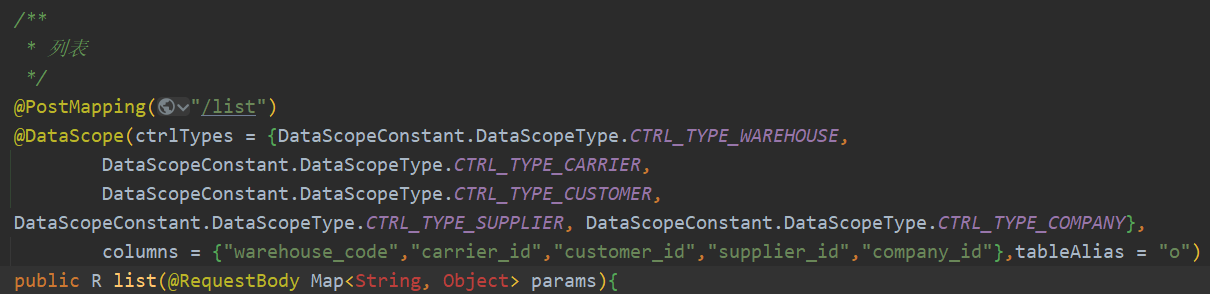 /**
 * 列表
 */
@PostMapping("/list")
@DataScope(ctrlTypes = {DataScopeConstant.DataScopeType.CTRL_TYPE_WAREHOUSE,
        DataScopeConstant.DataScopeType.CTRL_TYPE_CARRIER,
        DataScopeConstant.DataScopeType.CTRL_TYPE_CUSTOMER,
DataScopeConstant.DataScopeType.CTRL_TYPE_SUPPLIER, DataScopeConstant.DataScopeType.CTRL_TYPE_COMPANY},
        columns = {"warehouse_code","carrier_id","customer_id","supplier_id","company_id"},tableAlias = "o")
public R list(@RequestBody Map<String, Object> params){